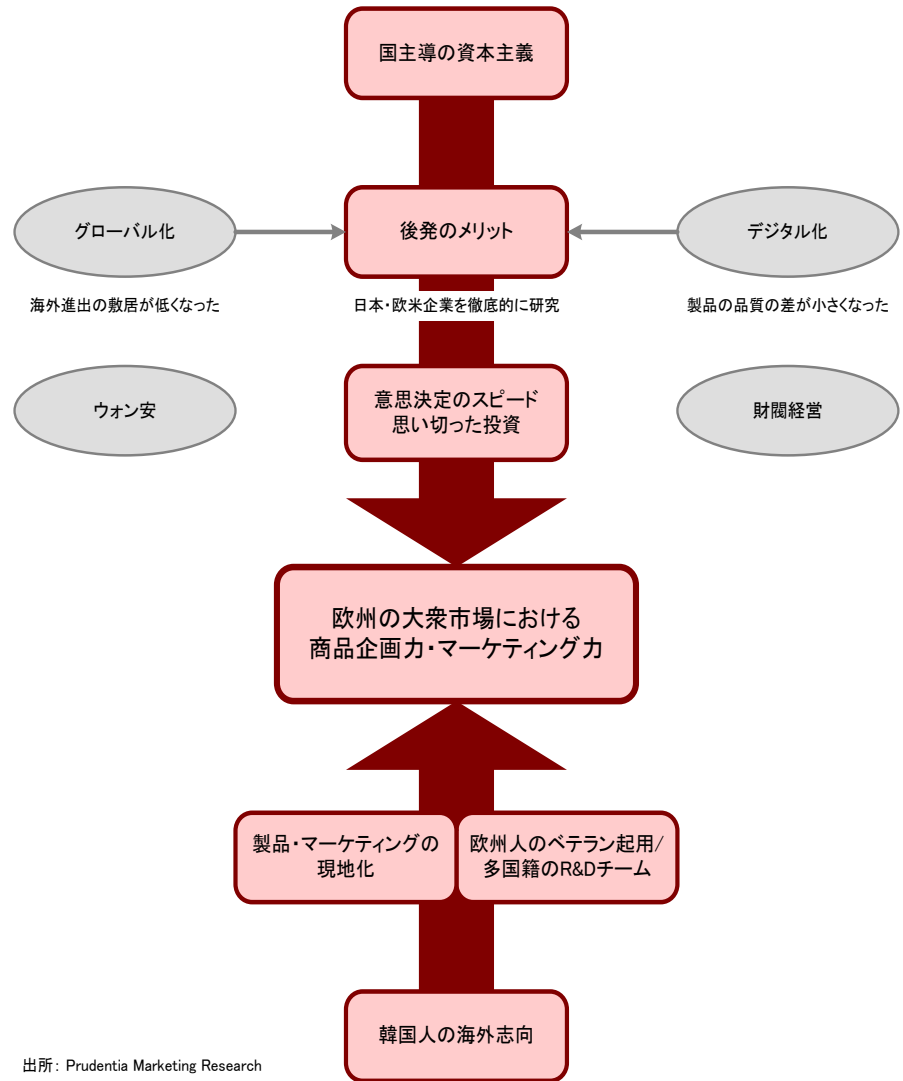 国主導の資本主義
グローバル化
後発のメリット
デジタル化
海外進出の敷居が低くなった
日本・欧米企業を徹底的に研究
製品の品質の差が小さくなった
ウォン安
意思決定のスピード
思い切った投資
財閥経営
欧州の大衆市場における
商品企画力・マーケティング力
製品・マーケティングの
現地化
欧州人のベテラン起用/
多国籍のR&Dチーム
韓国人の海外志向
出所: Prudentia Marketing Research